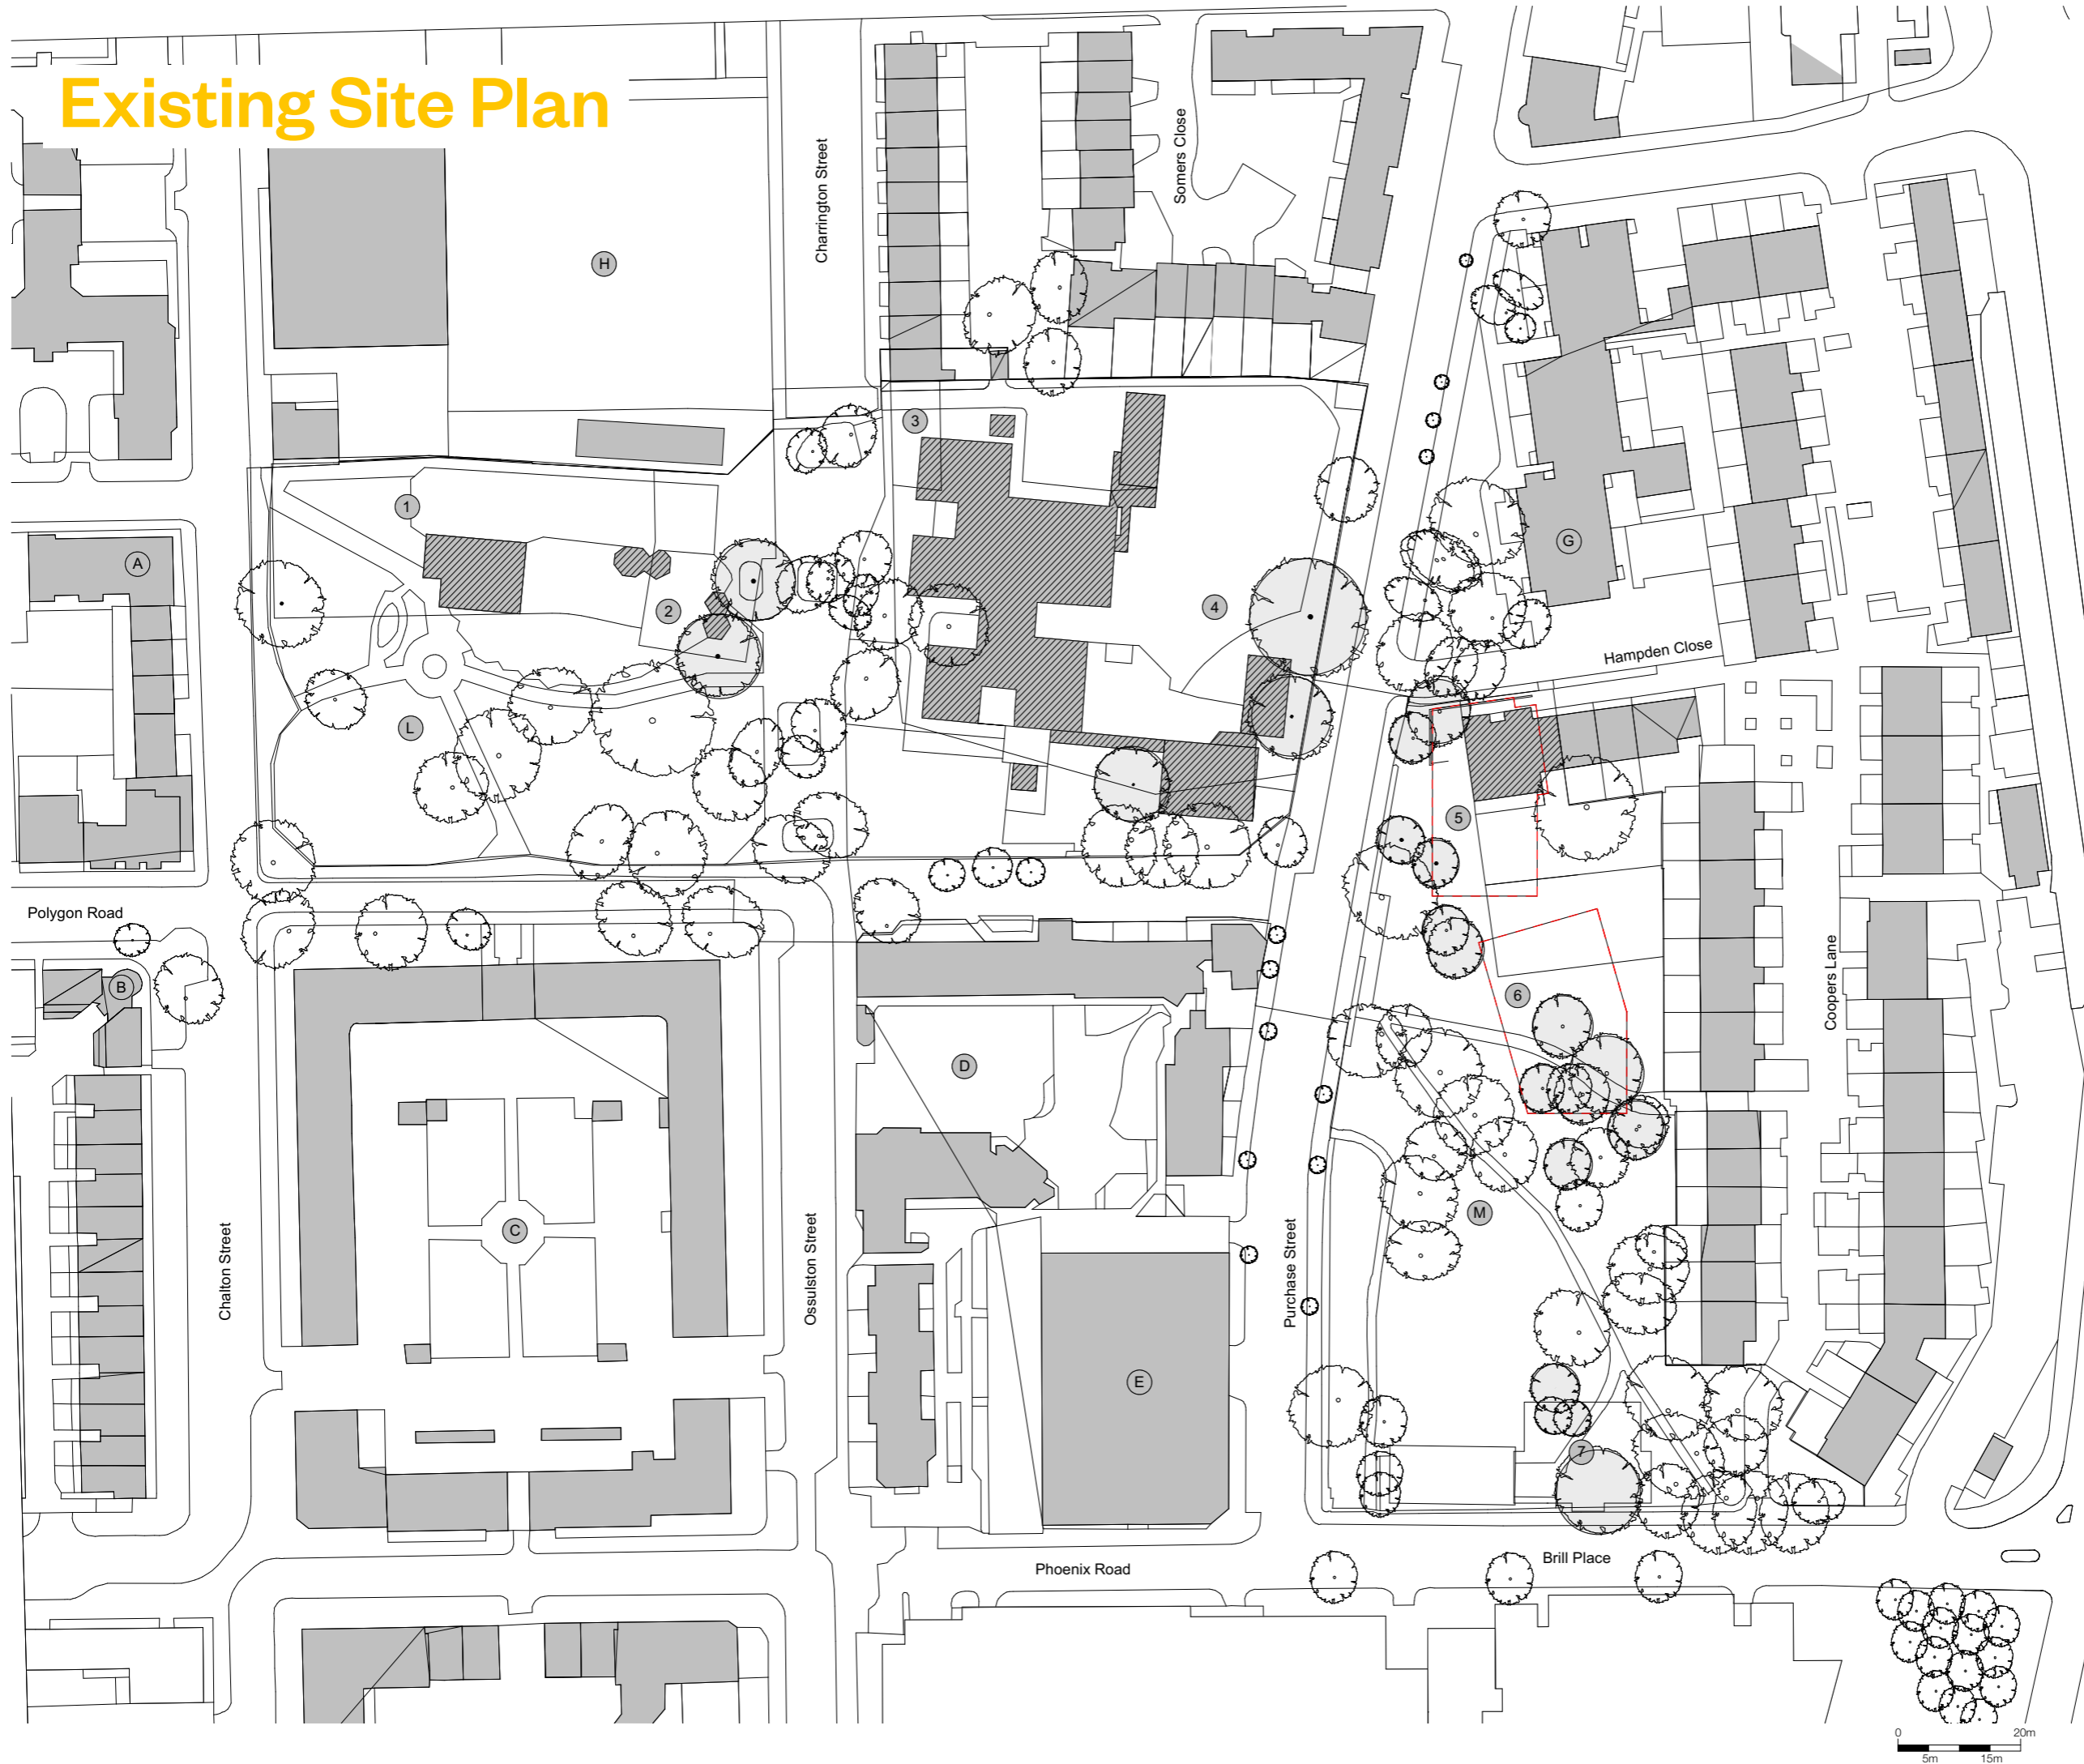 Existing Site Plan
Charrington Street
Somers Close
H
3
1
A
G
2
4
Hampden Close
L
5
Polygon Road
B
6
Coopers Lane
D
M
C
Chalton Street
Ossulston Street
Purchase Street
E
7
Phoenix Road
Brill Place
0 20m
5m 15m